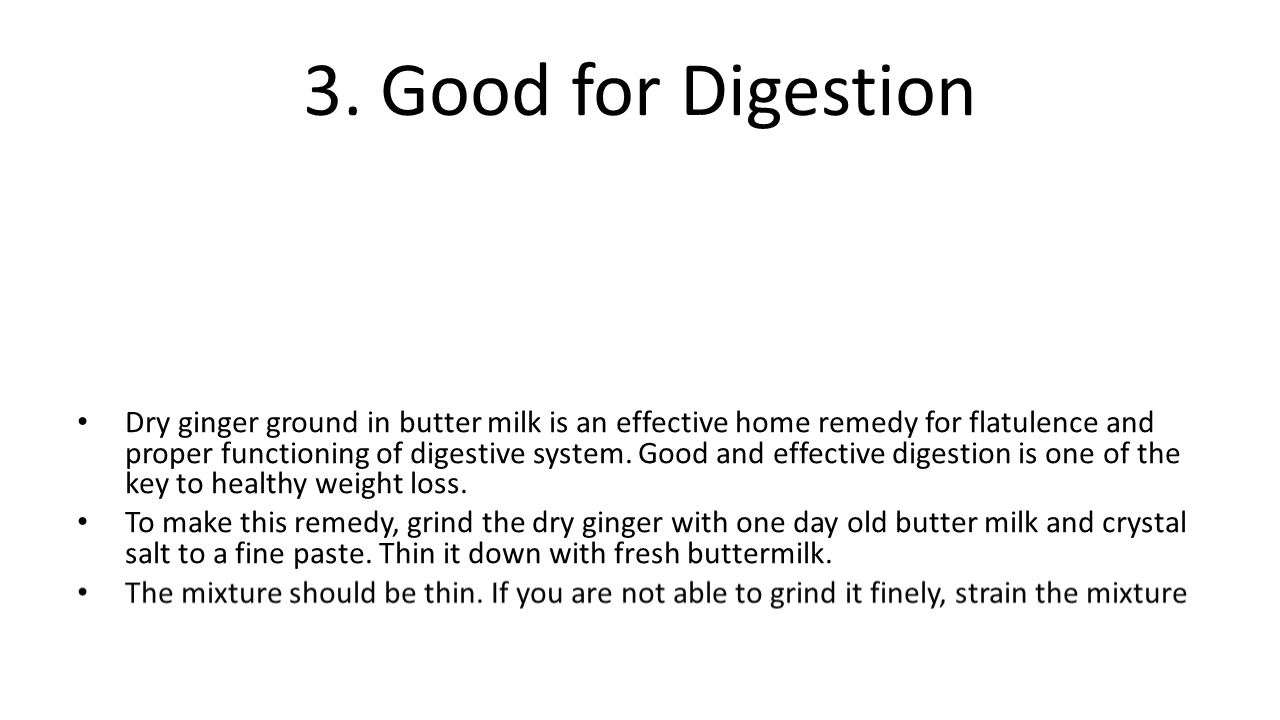 3. Good for Digestion
• Dry ginger ground in butter milk is an effective home remedy for flatulence and
proper functioning of digestive system. Good and effective digestion is one of the
key to healthy weight loss.
• To make this remedy, grind the dry ginger with one day old butter milk and crystal
salt to a fine paste. Thin it down with fresh buttermilk.
• The mixture should be thin. If you are not able to grind it finely, strain the mixture